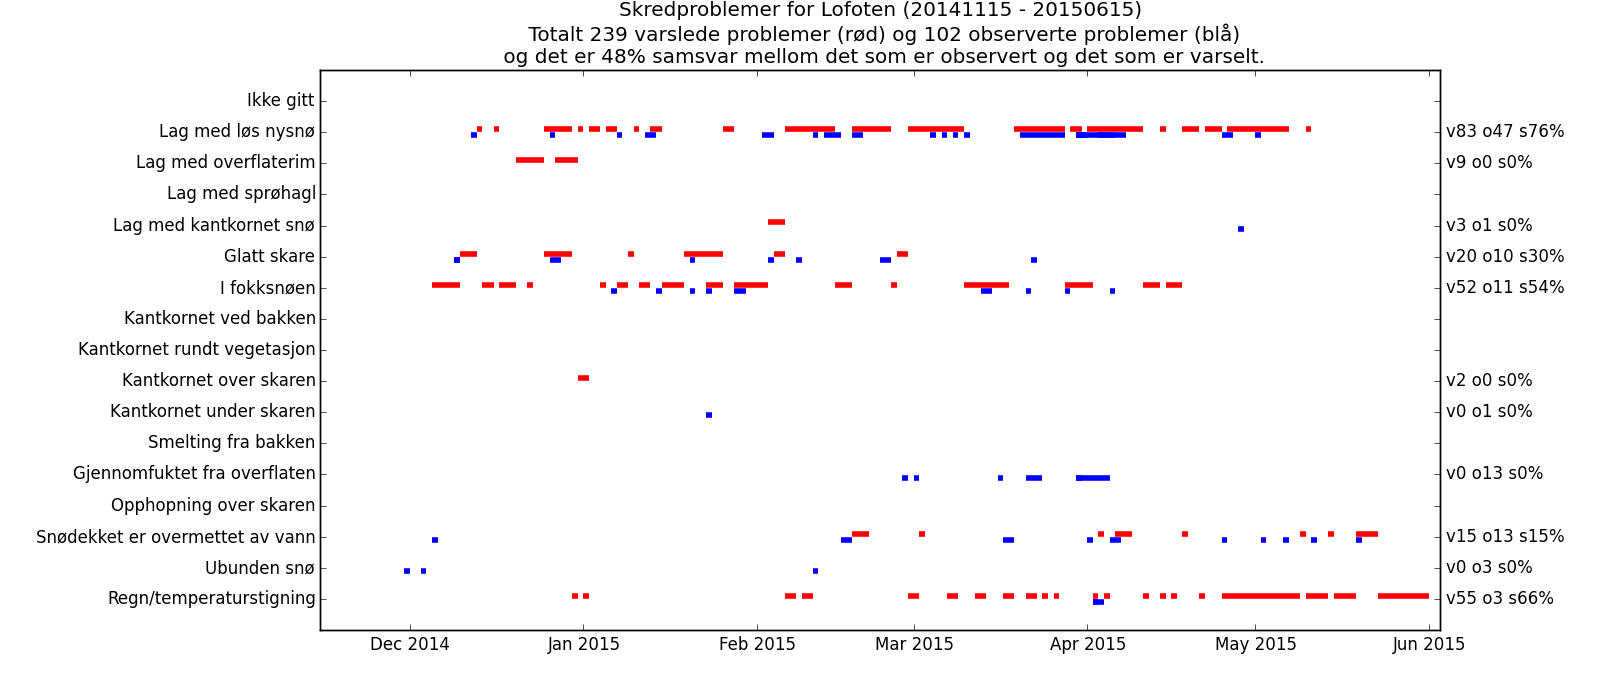 Skredproblemer for Lofoten (20141115 - 20150615)
Totalt 239 varslede problemer (rød) og 102 observerte problemer (blå)
og det er 48% samsvar mellom det som er observert og det som er varselt.
Ikke gitt
Lag med løs nysnø v83 o47 s76%
Lag med overflaterim v9 o0 s0%
Lag med sprøhagl
Lag med kantkornet snø v3 o1 s0%
Glatt skare v20 o10 s30%
I fokksnøen v52 o11 s54%
Kantkornet ved bakken
Kantkornet rundt vegetasjon
Kantkornet over skaren v2 o0 s0%
Kantkornet under skaren v0 o1 s0%
Smelting fra bakken
Gjennomfuktet fra overflaten v0 o13 s0%
Opphopning over skaren
Snødekket er overmettet av vann v15 o13 s15%
Ubunden snø v0 o3 s0%
Regn/temperaturstigning v55 o3 s66%
Dec 2014 Jan 2015 Feb 2015 Mar 2015 Apr 2015 May 2015 Jun 2015